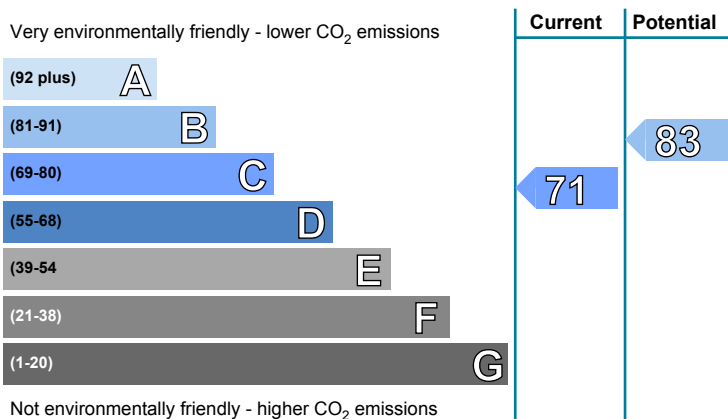 Current Potential
Very environmentally friendly - lower CO2 emissions
(92 plus) A
(81-91) B
83
(69-80) C
71
(55-68) D
(39-54 E
(21-38) F
(1-20) G
Not environmentally friendly - higher CO2 emissions